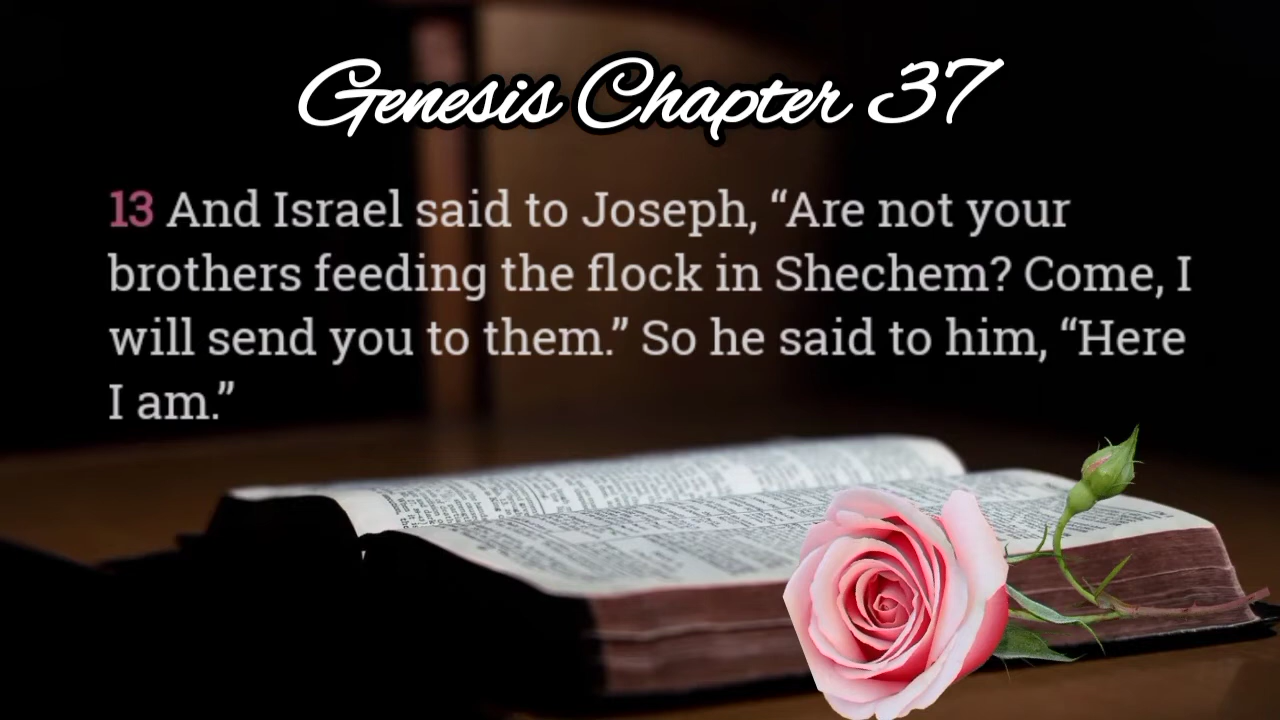 Genesis Chapter 37
13 And Israel said to Joseph, “Are not your
brothers feeding the flock in Shechem? Come, I
will send you to them.” So he said to him, “Here
I am.”